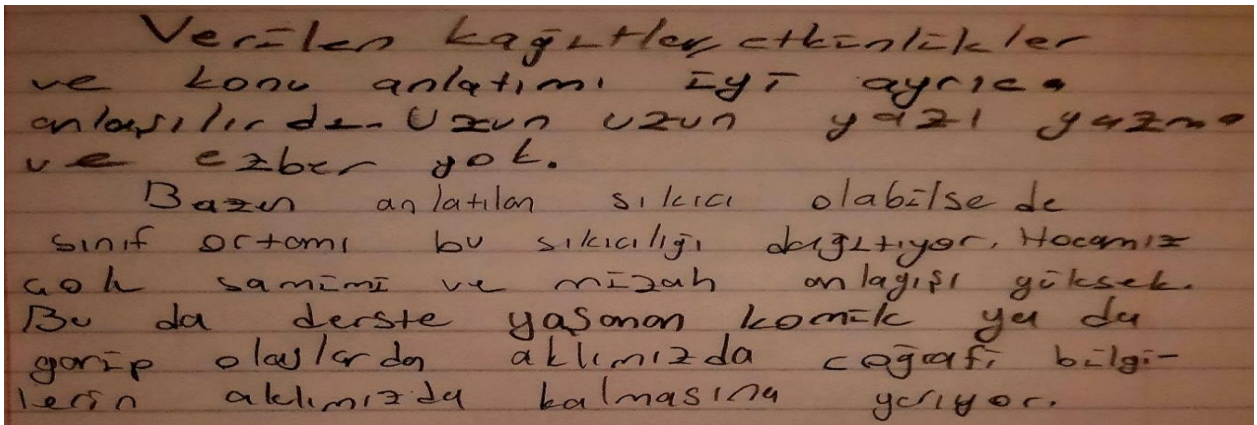 Verilen kağıtlar, etkinlikler
ve konu anlatımı iyi ayrıca
anlaşılır da. Uzun uzun yazı yazma
ve ezber yok.
Bazen anlatılan sıkıcı olabilse de
sınıf ortamı bu sıkıcılığı dağıtıyor. Hocamız
çok samimi ve mizah anlayışı yüksek.
Bu da derste yaşanan komik ya da
garip olaylardan aklımızda coğrafi bilgi-
lerin aklımızda kalmasına yarıyor.